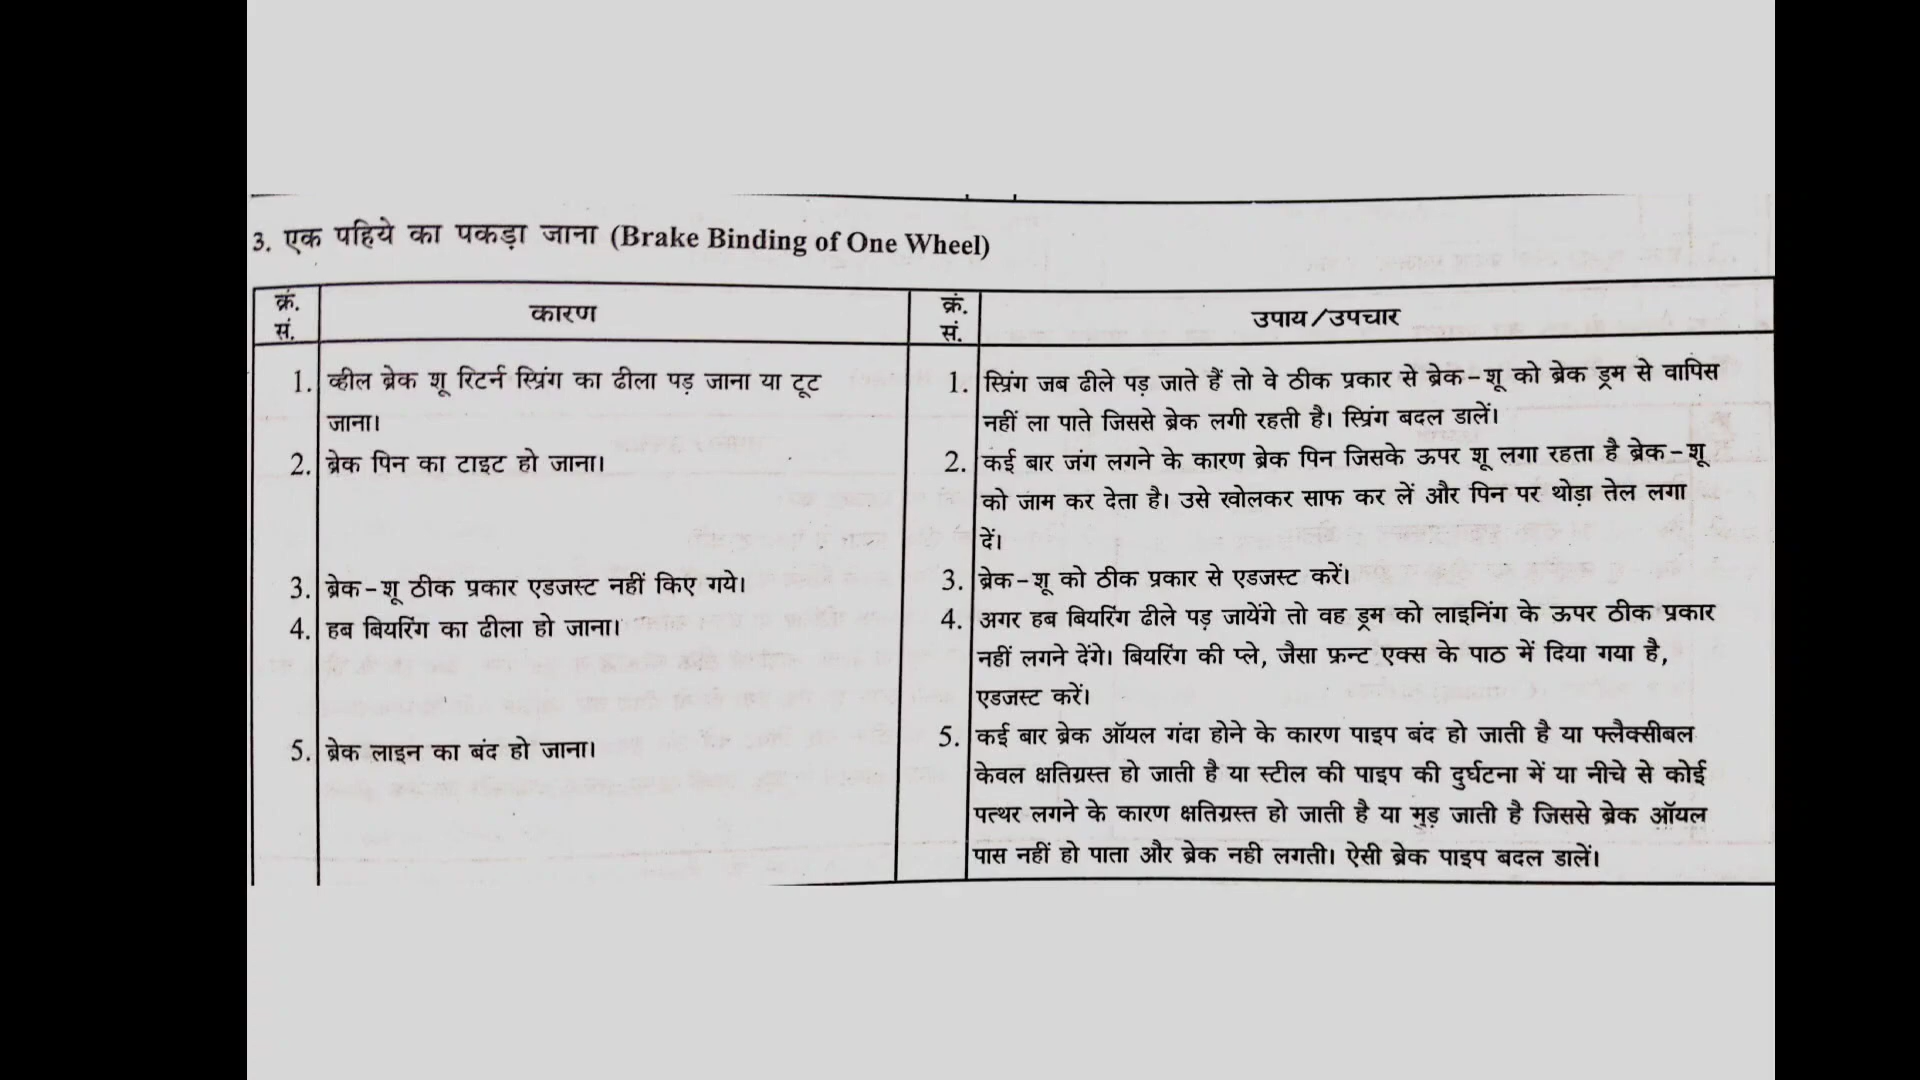 3. एक पहिये का पकड़ा जाना (Brake Binding of One Wheel)
क्रं. सं.
कारण
क्रं. सं.
उपाय/उपचार
1. व्हील ब्रेक शू रिटर्न स्प्रिंग का ढीला पड़ जाना या टूट
जाना।
2. ब्रेक पिन का टाइट हो जाना।
3. ब्रेक-शू ठीक प्रकार एडजस्ट नहीं किए गये।
4. हब बियरिंग का ढीला हो जाना।
5. ब्रेक लाइन का बंद हो जाना।
1. स्प्रिंग जब ढीले पड़ जाते हैं तो वे ठीक प्रकार से ब्रेक-शू को ब्रेक ड्रम से वापिस
नहीं ला पाते जिससे ब्रेक लगी रहती है। स्प्रिंग बदल डालें।
2. कई बार जंग लगने के कारण ब्रेक पिन जिसके ऊपर शू लगा रहता है ब्रेक-शू
को जाम कर देता है। उसे खोलकर साफ कर लें और पिन पर थोड़ा तेल लगा
दें।
3. ब्रेक-शू को ठीक प्रकार से एडजस्ट करें।
4. अगर हब बियरिंग ढीले पड़ जायेंगे तो वह ड्रम को लाइनिंग के ऊपर ठीक प्रकार
नहीं लगने देंगे। बियरिंग की प्ले, जैसा फ्रन्ट एक्स के पाठ में दिया गया है,
एडजस्ट करें।
5. कई बार ब्रेक ऑयल गंदा होने के कारण पाइप बंद हो जाती है या फ्लैक्सीबल
केवल क्षतिग्रस्त हो जाती है या स्टील की पाइप की दुर्घटना में या नीचे से कोई
पत्थर लगने के कारण क्षतिग्रस्त हो जाती है या मुड़ जाती है जिससे ब्रेक ऑयल
पास नहीं हो पाता और ब्रेक नही लगती। ऐसी ब्रेक पाइप बदल डालें।